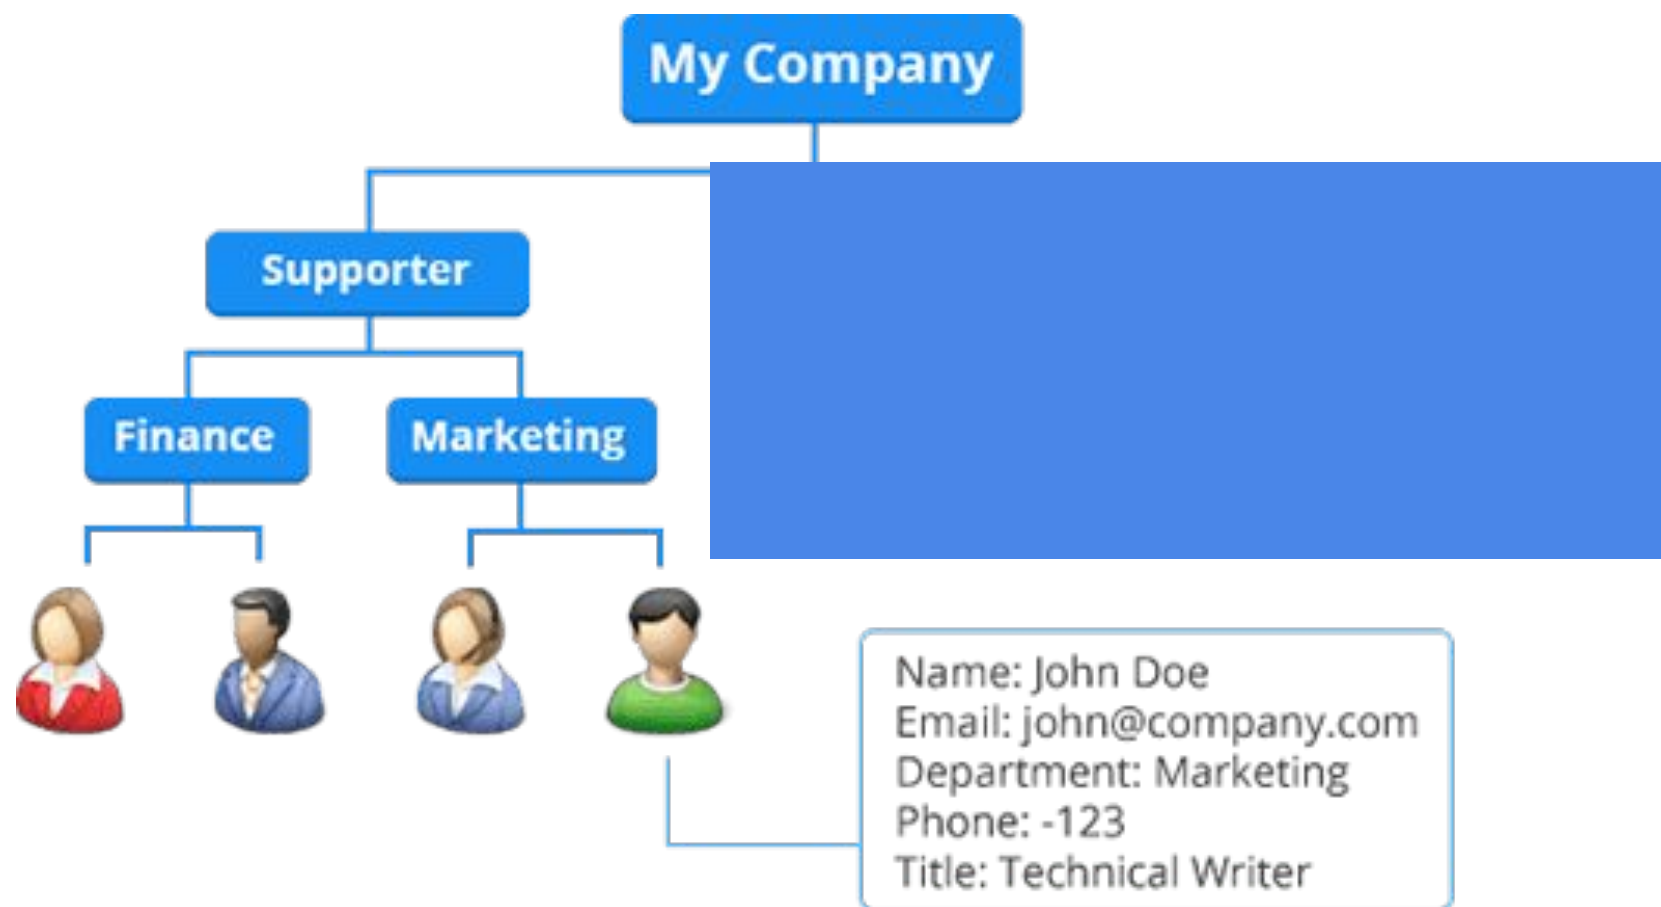 My Company
Supporter
Finance
Marketing
Name: John Doe
Email: john@company.com
Department: Marketing
Phone: -123
Title: Technical Writer